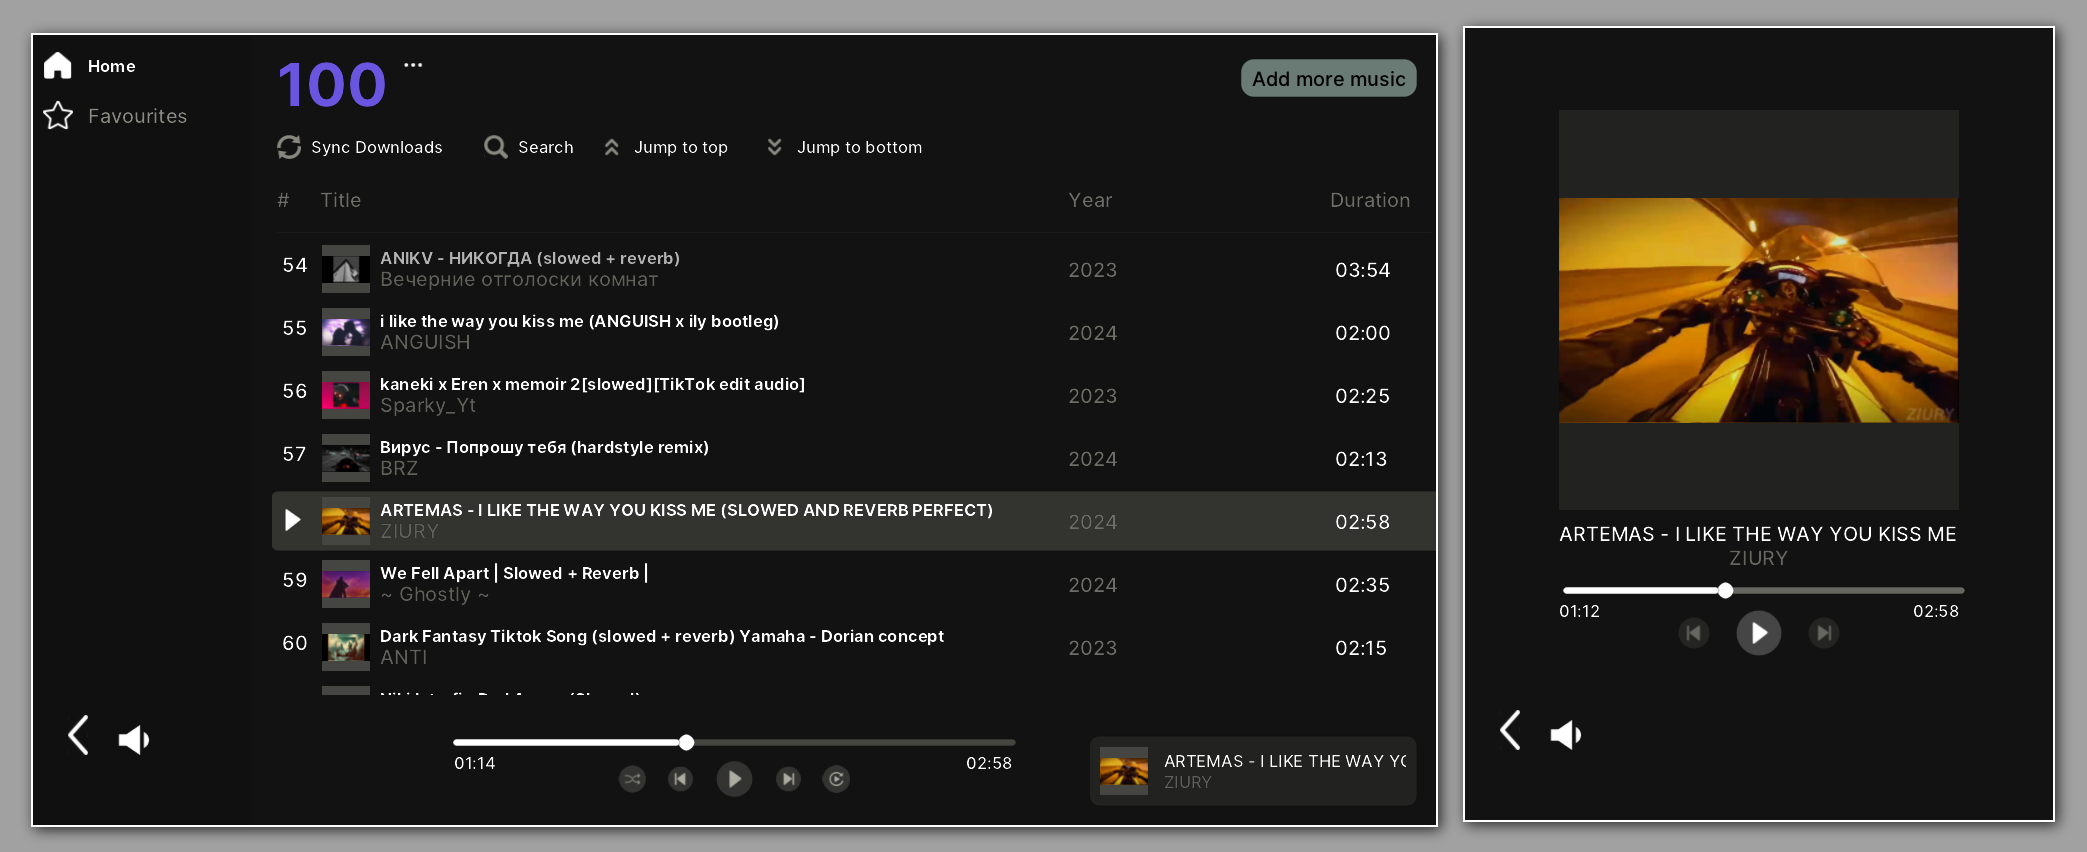 Home
Favourites
100
...
Add more music
Sync Downloads
Search
Jump to top
Jump to bottom
# Title Year Duration
54 ANIKV - НИКОГДА (slowed + reverb) 2023 03:54
Вечерние отголоски комнат
55 i like the way you kiss me (ANGUISH x ily bootleg) 2024 02:00
ANGUISH
56 kaneki x Eren x memoir 2[slowed][TikTok edit audio] 2023 02:25
Sparky_Yt
57 Вирус - Попрошу тебя (hardstyle remix) 2024 02:13
BRZ
ARTEMAS - I LIKE THE WAY YOU KISS ME (SLOWED AND REVERB PERFECT) 2024 02:58
ZIURY
59 We Fell Apart | Slowed + Reverb | 2024 02:35
~ Ghostly ~
60 Dark Fantasy Tiktok Song (slowed + reverb) Yamaha - Dorian concept 2023 02:15
ANTI
01:14 02:58
ARTEMAS - I LIKE THE WAY YO
ZIURY
ZIURY
ARTEMAS - I LIKE THE WAY YOU KISS ME
ZIURY
01:12 02:58